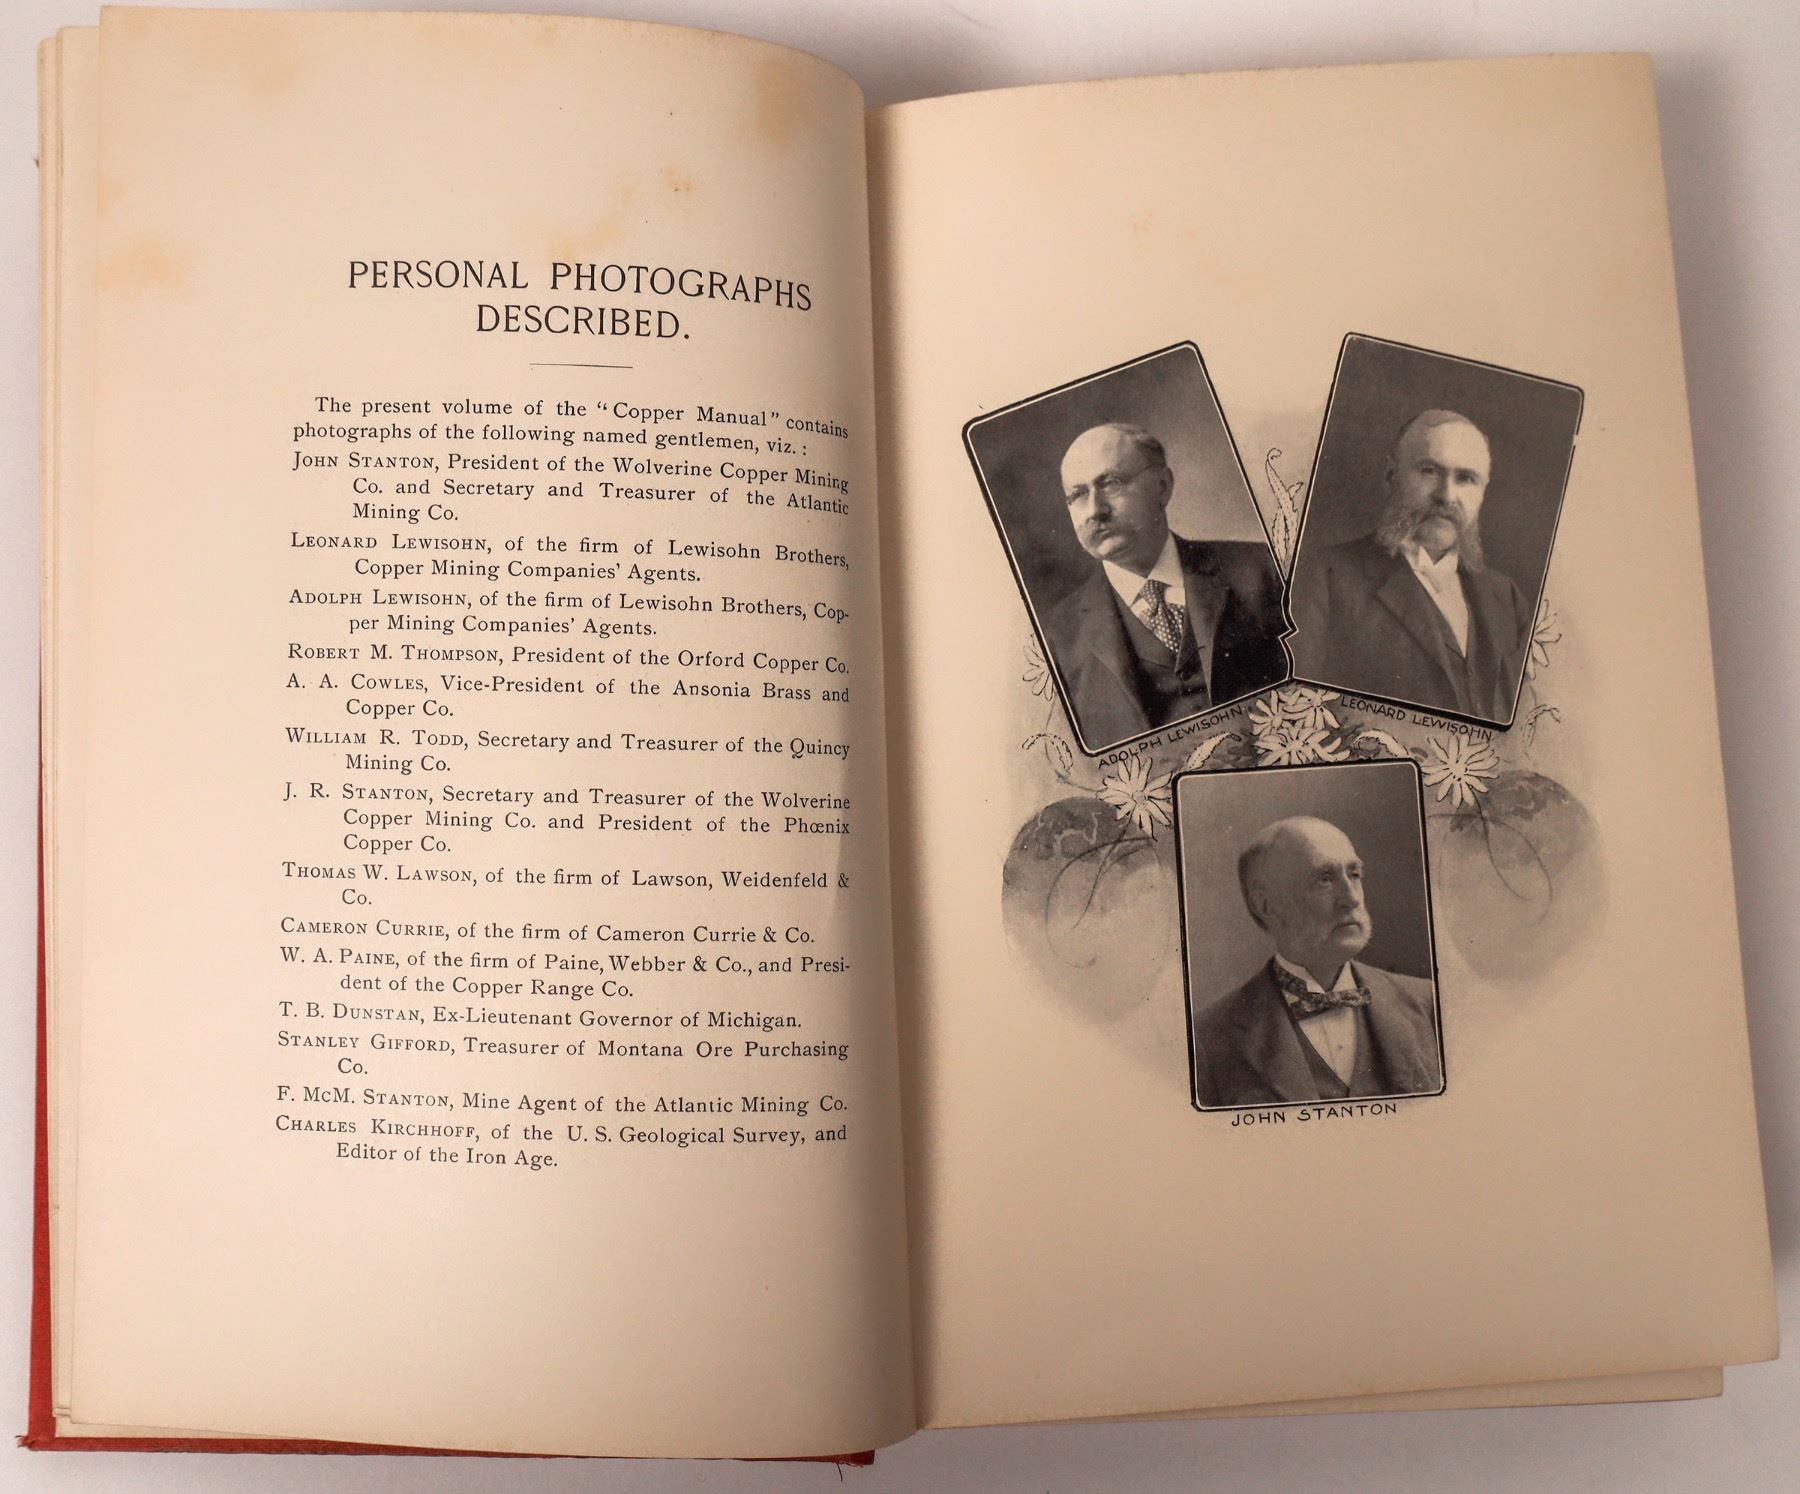 PERSONAL PHOTOGRAPHS
DESCRIBED.
The present volume of the “Copper Manual” contains
photographs of the following named gentlemen, viz. :
JOHN STANTON, President of the Wolverine Copper Mining
Co. and Secretary and Treasurer of the Atlantic
Mining Co.
LEONARD LEWISOHN, of the firm of Lewisohn Brothers,
Copper Mining Companies’ Agents.
ADOLPH LEWISOHN, of the firm of Lewisohn Brothers, Cop-
per Mining Companies’ Agents.
ROBERT M. THOMPSON, President of the Orford Copper Co.
A. A. COWLES, Vice-President of the Ansonia Brass and
Copper Co.
WILLIAM R. TODD, Secretary and Treasurer of the Quincy
Mining Co.
J. R. STANTON, Secretary and Treasurer of the Wolverine
Copper Mining Co. and President of the Phœnix
Copper Co.
THOMAS W. LAWSON, of the firm of Lawson, Weidenfeld &
Co.
CAMERON CURRIE, of the firm of Cameron Currie & Co.
W. A. PAINE, of the firm of Paine, Webber & Co., and Presi-
dent of the Copper Range Co.
T. B. DUNSTAN, Ex-Lieutenant Governor of Michigan.
STANLEY GIFFORD, Treasurer of Montana Ore Purchasing
Co.
F. MCM. STANTON, Mine Agent of the Atlantic Mining Co.
CHARLES KIRCHHOFF, of the U. S. Geological Survey, and
Editor of the Iron Age.
ADOLPH LEWISOHN
LEONARD LEWISOHN
JOHN STANTON